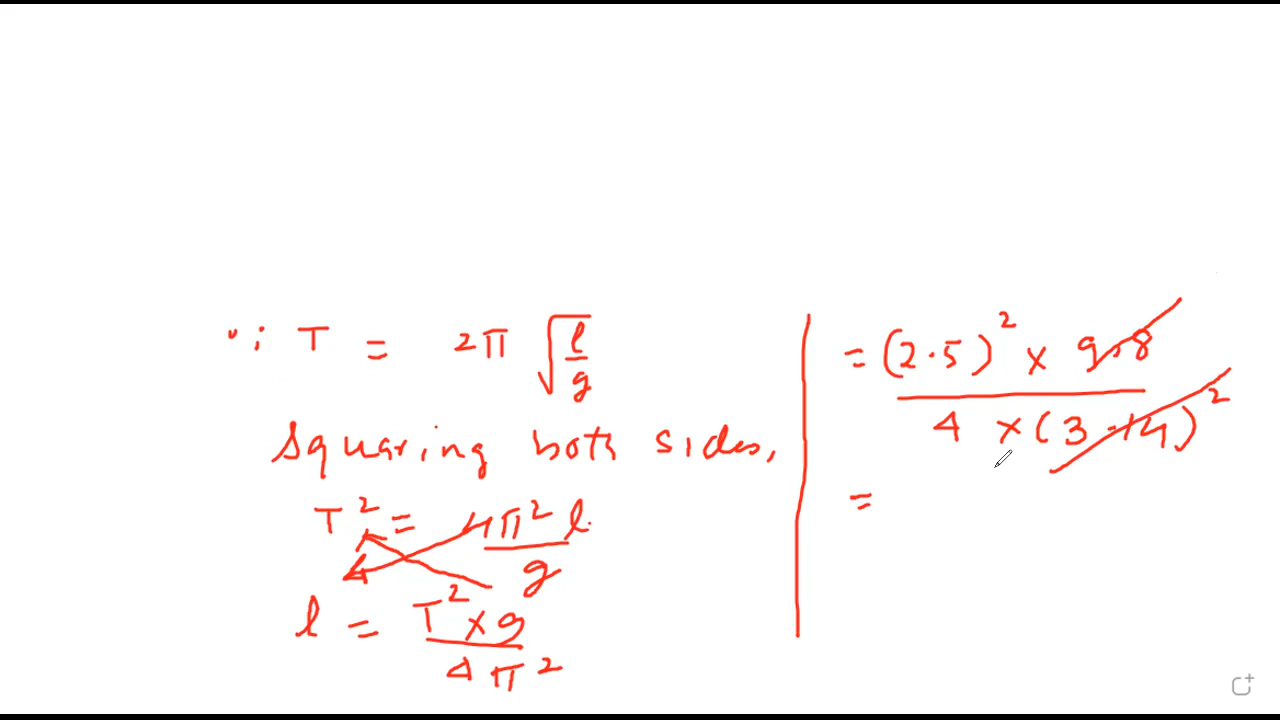 ∵ T = 2π √(l/g)
Squaring both sides,
T² = 4π² l / g
l = T² × g / 4π²
= (2.5)² × 9.8 / 4 × (3.14)²
=